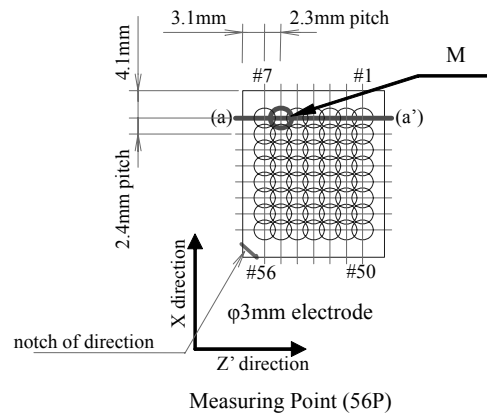 3.1mm 2.3mm pitch
4.1mm
#7 #1 M
(a) (a’)
2.4mm pitch
#56 #50
X direction
φ3mm electrode
notch of direction
Z’ direction
Measuring Point (56P)